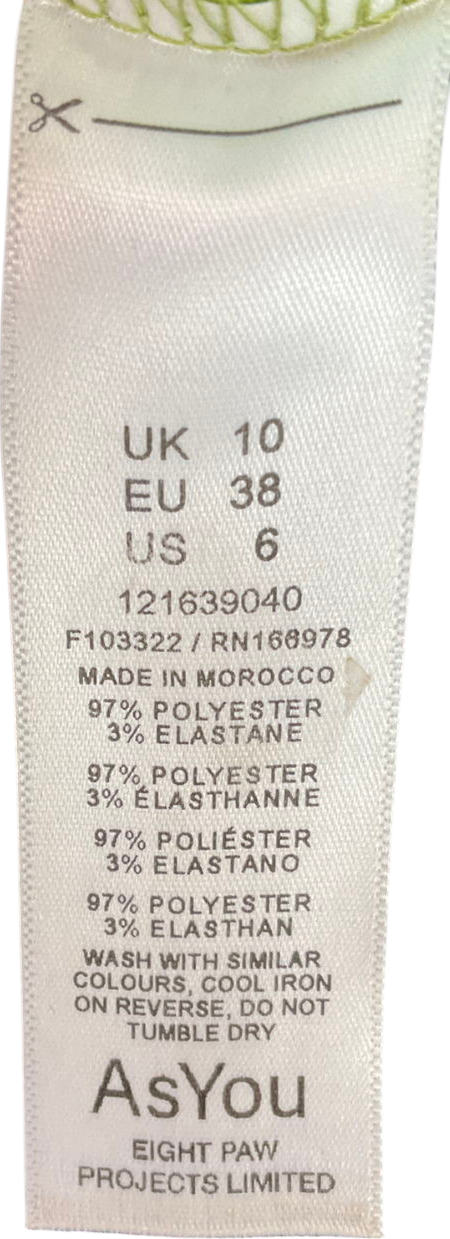 UK 10
EU 38
US 6
121639040
F103322 / RN166978
MADE IN MOROCCO
97% POLYESTER
3% ELASTANE
97% POLYESTER
3% ÉLASTHANNE
97% POLIÉSTER
3% ELASTANO
97% POLYESTER
3% ELASTHAN
WASH WITH SIMILAR
COLOURS, COOL IRON
ON REVERSE, DO NOT
TUMBLE DRY
AsYou
EIGHT PAW
PROJECTS LIMITED